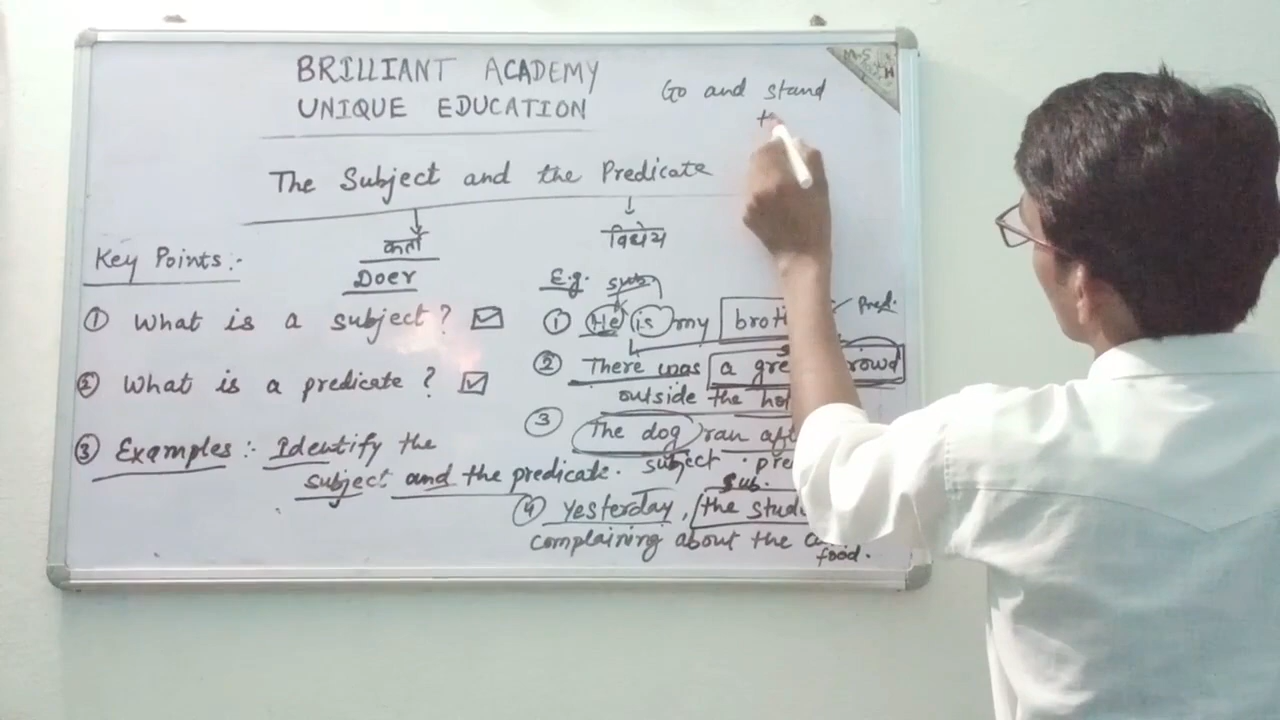 BRILLIANT ACADEMY
UNIQUE EDUCATION
Go and stand
M-S
H
The Subject and the Predicate
कर्ता
Doer
विधेय
Key Points:-
① What is a subject?
② What is a predicate?
③ Examples:- Identify the
subject and the predicate.
E.g.
sub
① He is my
Pred.
② There was a
outside the
③ The dog ran
subject
sub.
④ Yesterday, the
complaining about the
food.